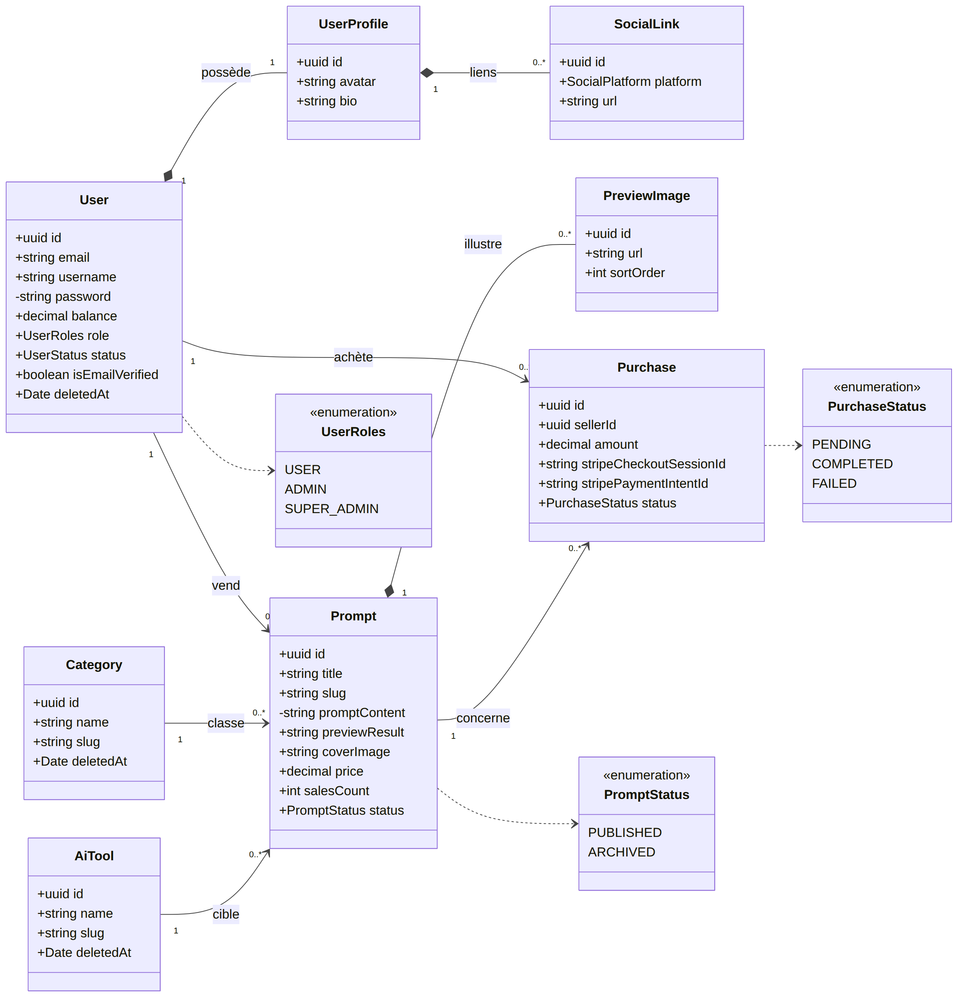 UserProfile
+uuid id
+string avatar
+string bio
SocialLink
+uuid id
+SocialPlatform platform
+string url
possède
1
1
liens
1
0..*
User
+uuid id
+string email
+string username
-string password
+decimal balance
+UserRoles role
+UserStatus status
+boolean isEmailVerified
+Date deletedAt
PreviewImage
+uuid id
+string url
+int sortOrder
illustre
0..*
1
achète
1
0..
Purchase
+uuid id
+uuid sellerId
+decimal amount
+string stripeCheckoutSessionId
+string stripePaymentIntentId
+PurchaseStatus status
«enumeration»
PurchaseStatus
PENDING
COMPLETED
FAILED
«enumeration»
UserRoles
USER
ADMIN
SUPER_ADMIN
1
vend
0
Prompt
+uuid id
+string title
+string slug
-string promptContent
+string previewResult
+string coverImage
+decimal price
+int salesCount
+PromptStatus status
Category
+uuid id
+string name
+string slug
+Date deletedAt
classe
1
0..*
concerne
1
0..*
«enumeration»
PromptStatus
PUBLISHED
ARCHIVED
AiTool
+uuid id
+string name
+string slug
+Date deletedAt
cible
1
0..*